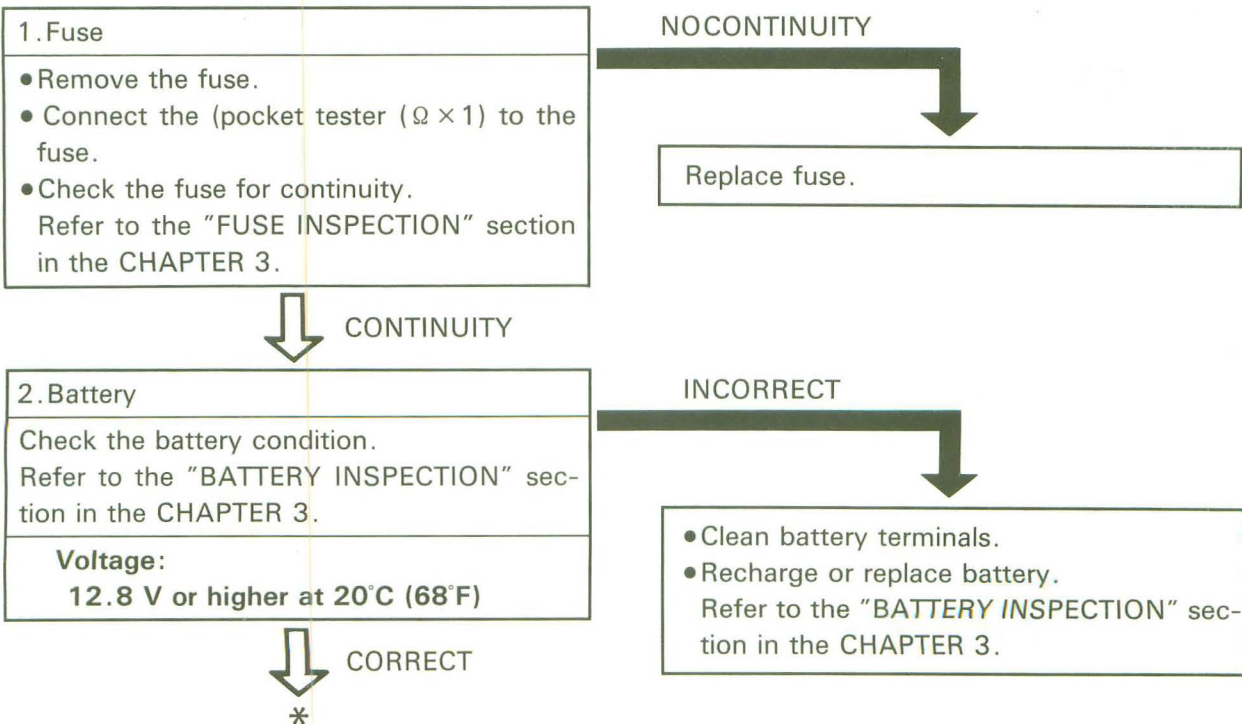 1.Fuse
NOCONTINUITY
●Remove the fuse.
● Connect the (pocket tester (Ω×1) to the
fuse.
●Check the fuse for continuity.
Refer to the "FUSE INSPECTION" section
in the CHAPTER 3.
Replace fuse.
CONTINUITY
2.Battery
INCORRECT
Check the battery condition.
Refer to the "BATTERY INSPECTION" sec-
tion in the CHAPTER 3.
Voltage:
12.8 V or higher at 20°C (68°F)
●Clean battery terminals.
●Recharge or replace battery.
Refer to the "BATTERY INSPECTION" sec-
tion in the CHAPTER 3.
CORRECT
*